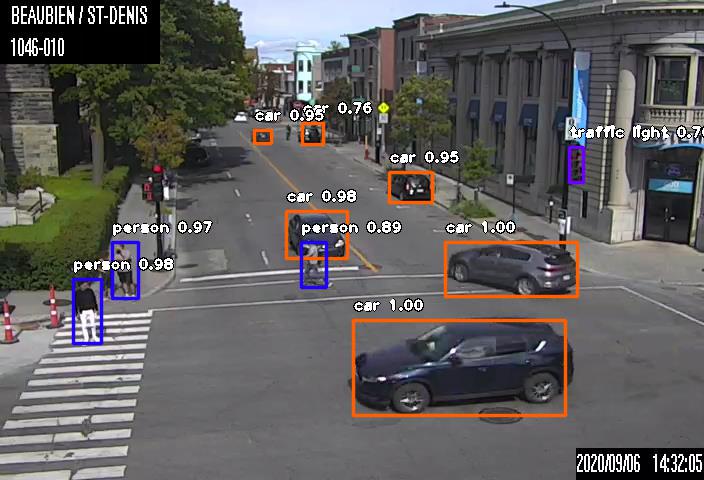 BEAUBIEN / ST-DENIS
1046-010
car 0.95
car 0.76
traffic light 0.70
car 0.95
car 0.98
person 0.97
person 0.89
car 1.00
person 0.98
car 1.00
2020/09/06 14:32:05